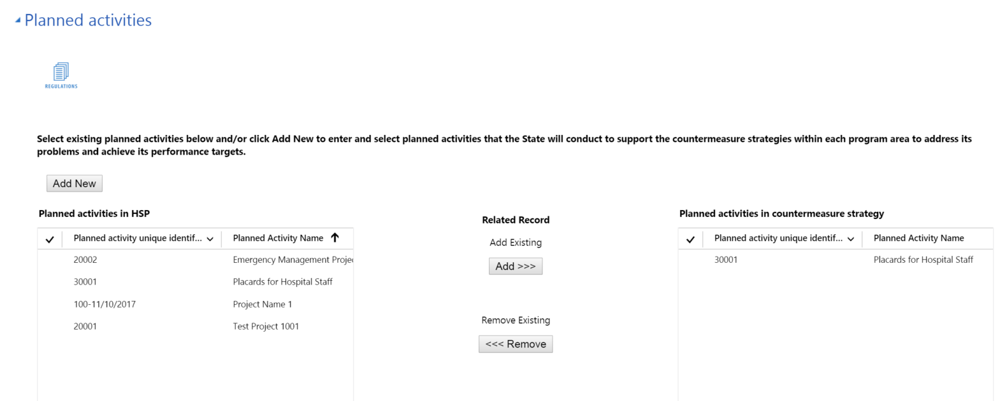 Planned activities
REGULATIONS
Select existing planned activities below and/or click Add New to enter and select planned activities that the State will conduct to support the countermeasure strategies within each program area to address its
problems and achieve its performance targets.
Add New
Planned activities in HSP
Planned activity unique identif... Planned Activity Name
20002 Emergency Management Projec
30001 Placards for Hospital Staff
100-11/10/2017 Project Name 1
20001 Test Project 1001
Related Record
Add Existing
Add >>>
Remove Existing
<<< Remove
Planned activities in countermeasure strategy
Planned activity unique identif... Planned Activity Name
30001 Placards for Hospital Staff